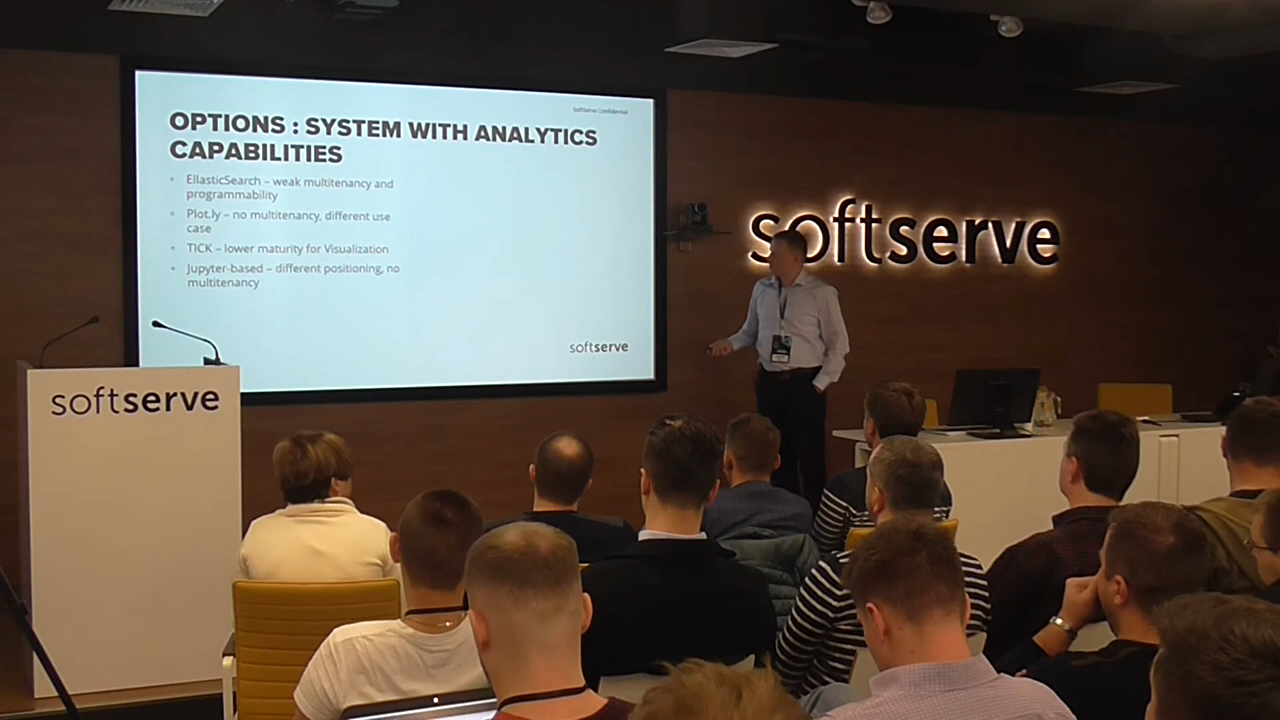 SoftServe Confidential
OPTIONS : SYSTEM WITH ANALYTICS
CAPABILITIES
• EllasticSearch – weak multitenancy and
programmability
• Plot.ly – no multitenancy, different use
case
• TICK – lower maturity for Visualization
• Jupyter-based – different positioning, no
multitenancy
softserve
softserve
softserve